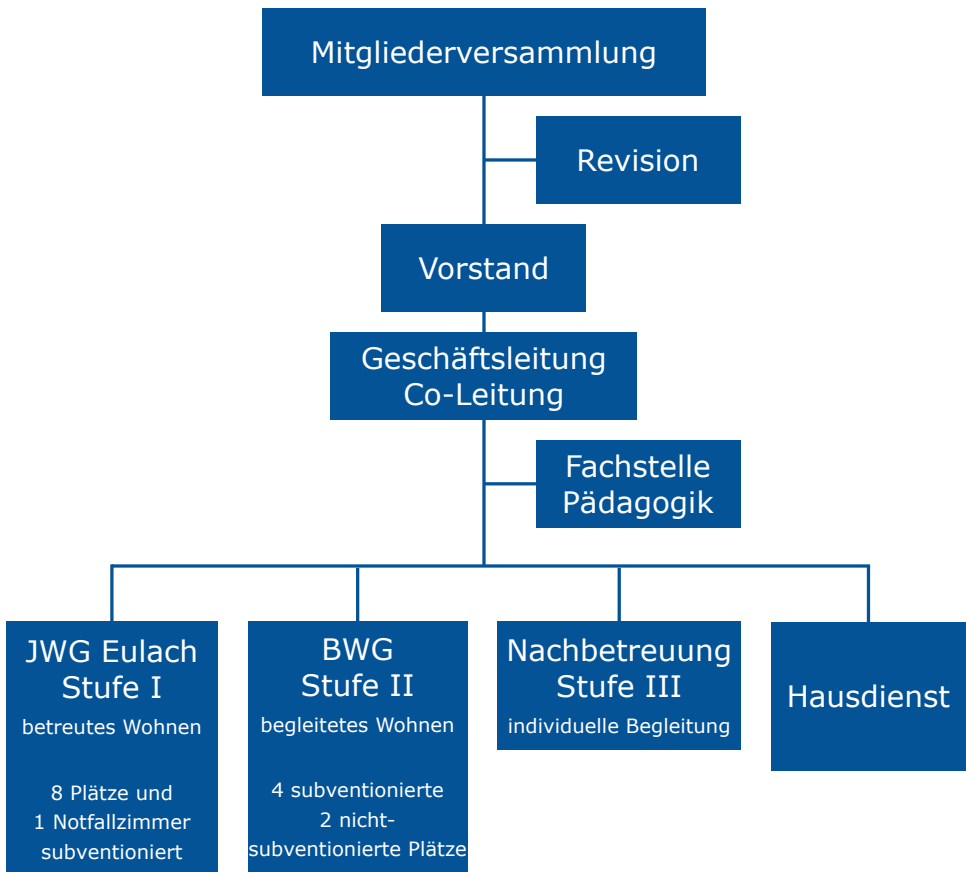 Mitgliederversammlung
Revision
Vorstand
Geschäftsleitung
Co-Leitung
Fachstelle
Pädagogik
JWG Eulach
Stufe I
betreutes Wohnen
8 Plätze und
1 Notfallzimmer
subventioniert
BWG
Stufe II
begleitetes Wohnen
4 subventionierte
2 nicht-
subventionierte Plätze
Nachbetreuung
Stufe III
individuelle Begleitung
Hausdienst